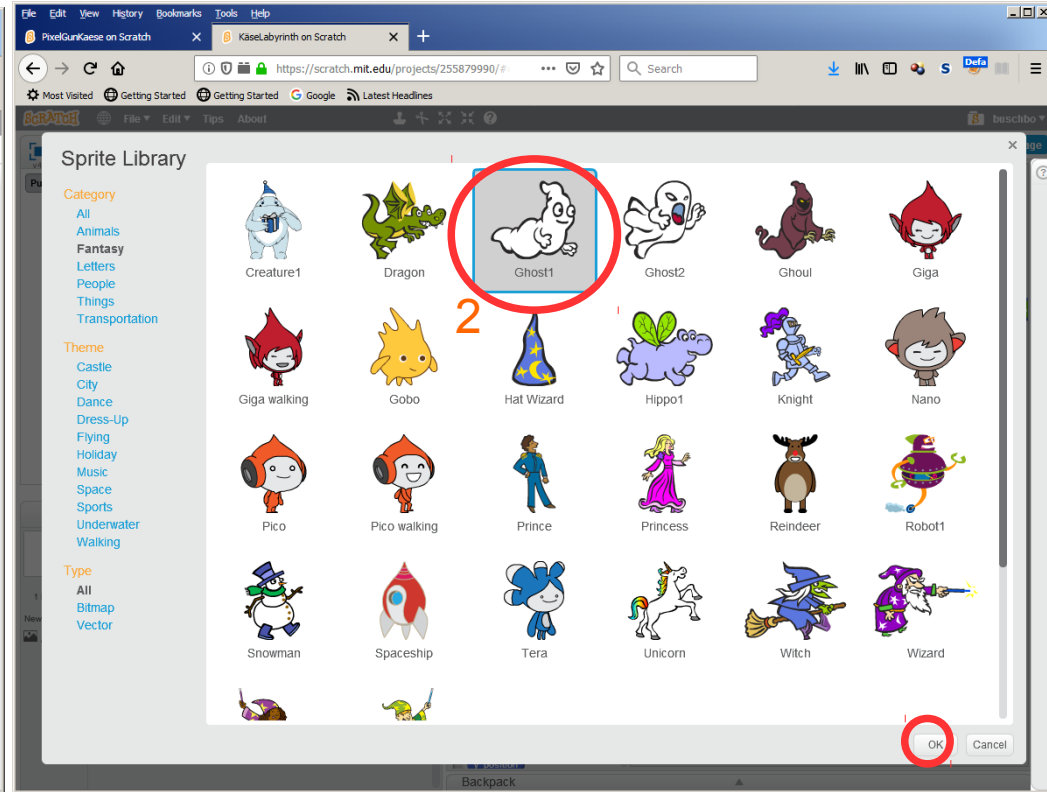 File Edit View History Bookmarks Tools Help
PixelGunKaese on Scratch
KäseLabyrinth on Scratch
https://scratch.mit.edu/projects/255879990/#
Search
Defa
Most Visited Getting Started Getting Started Google Latest Headlines
SCRATCH File Edit Tips About buschbo
Sprite Library
Category
All
Animals
Fantasy
Letters
People
Things
Transportation
Theme
Castle
City
Dance
Dress-Up
Flying
Holiday
Music
Space
Sports
Underwater
Walking
Type
All
Bitmap
Vector
Creature1 Dragon Ghost1 Ghost2 Ghoul Giga
2
Giga walking Gobo Hat Wizard Hippo1 Knight Nano
Pico Pico walking Prince Princess Reindeer Robot1
Snowman Spaceship Tera Unicorn Witch Wizard
OK Cancel
New
Backpack